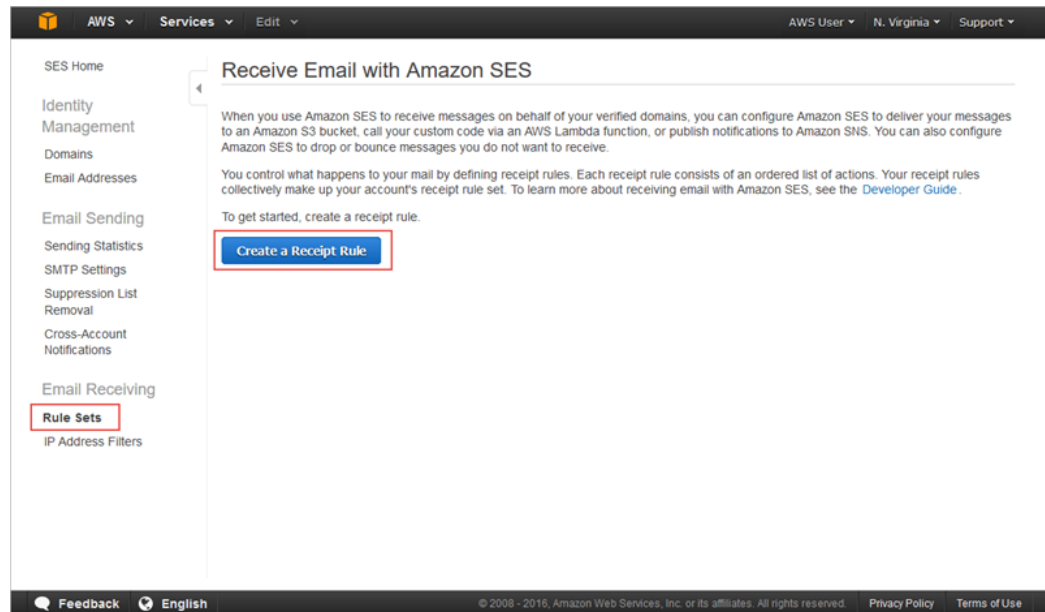 AWS Services Edit AWS User N. Virginia Support
SES Home
Identity
Management
Domains
Email Addresses
Email Sending
Sending Statistics
SMTP Settings
Suppression List
Removal
Cross-Account
Notifications
Email Receiving
Rule Sets
IP Address Filters
Receive Email with Amazon SES
When you use Amazon SES to receive messages on behalf of your verified domains, you can configure Amazon SES to deliver your messages
to an Amazon S3 bucket, call your custom code via an AWS Lambda function, or publish notifications to Amazon SNS. You can also configure
Amazon SES to drop or bounce messages you do not want to receive.
You control what happens to your mail by defining receipt rules. Each receipt rule consists of an ordered list of actions. Your receipt rules
collectively make up your account's receipt rule set. To learn more about receiving email with Amazon SES, see the Developer Guide.
To get started, create a receipt rule.
Create a Receipt Rule
Feedback English © 2008 - 2016, Amazon Web Services, Inc. or its affiliates. All rights reserved. Privacy Policy Terms of Use